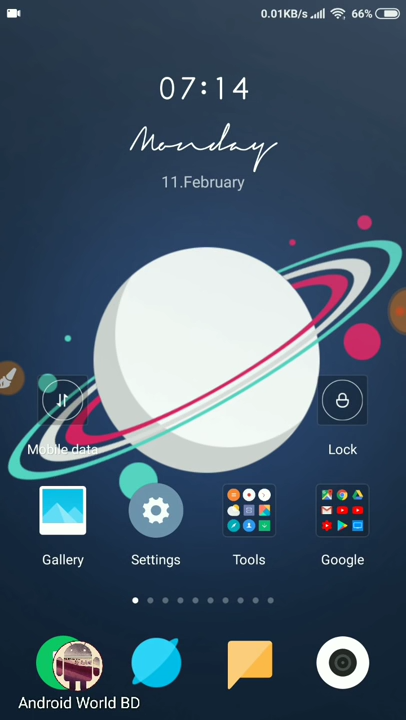 0.01KB/s 66%
07:14
Monday
11.February
Mobile data Lock
Gallery Settings Tools Google
Android World BD